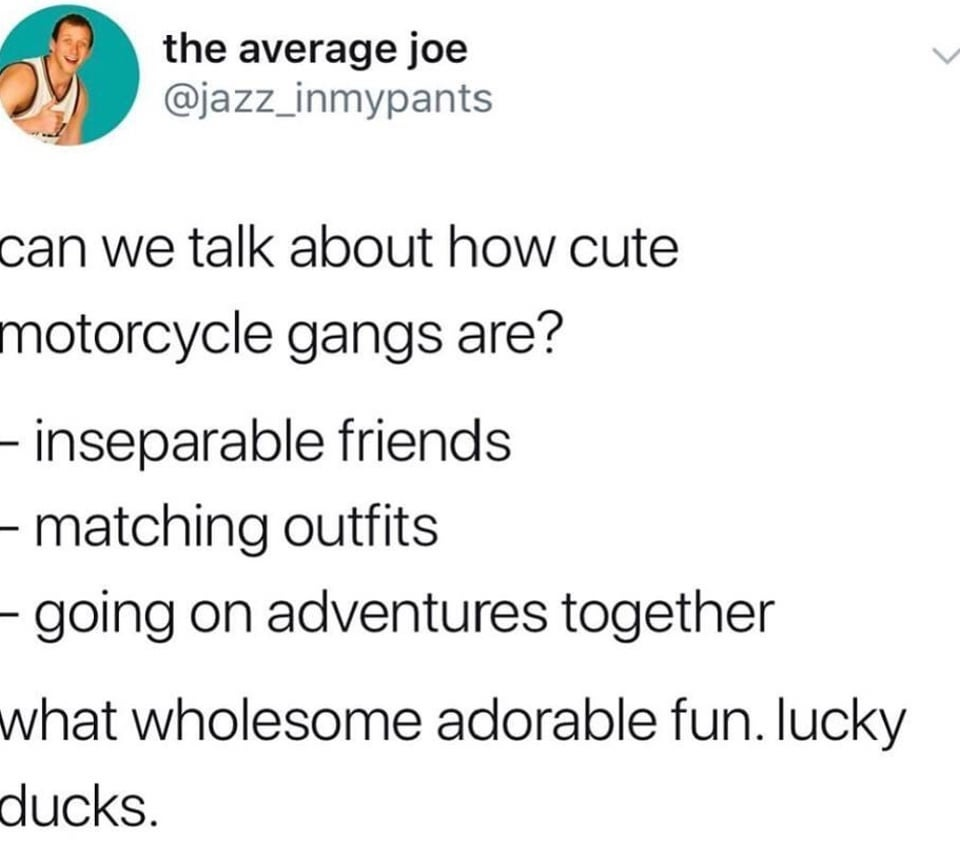 the average joe
@jazz_inmypants
can we talk about how cute
motorcycle gangs are?
- inseparable friends
- matching outfits
- going on adventures together
what wholesome adorable fun. lucky
ducks.